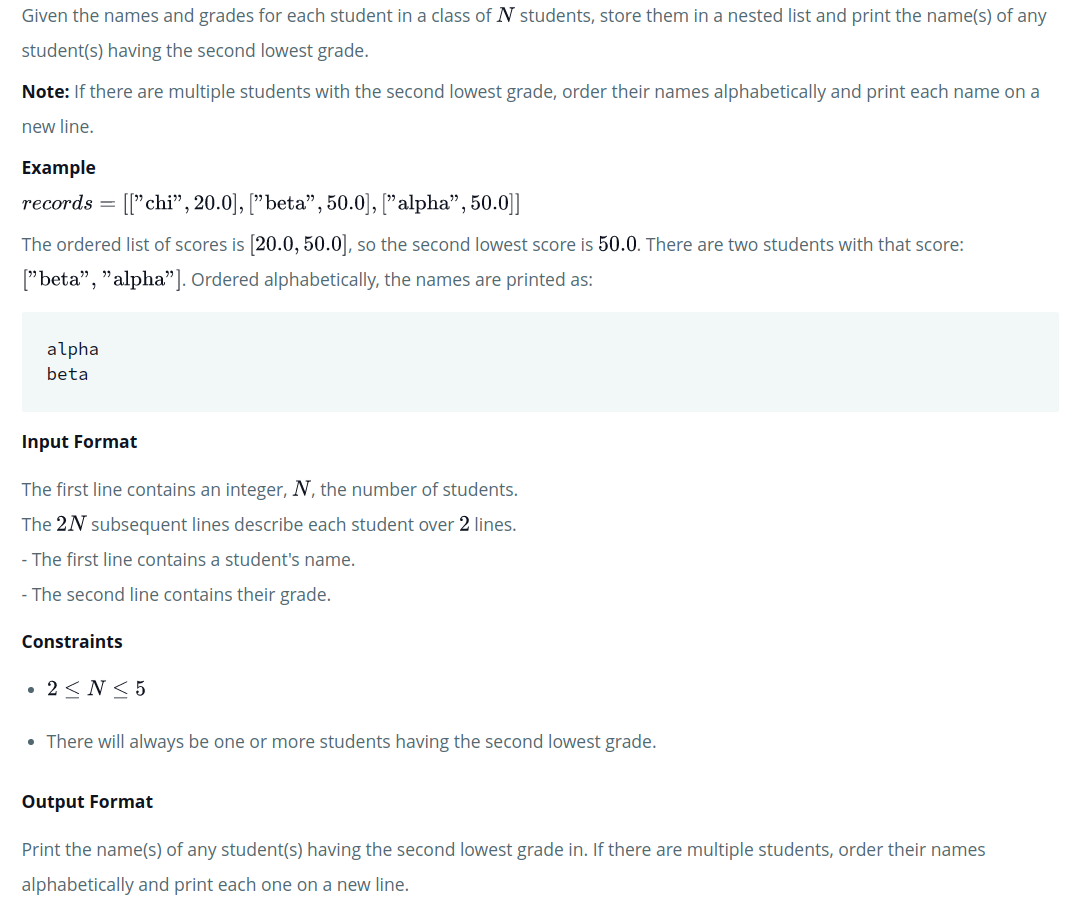 Given the names and grades for each student in a class of N students, store them in a nested list and print the name(s) of any
student(s) having the second lowest grade.
Note: If there are multiple students with the second lowest grade, order their names alphabetically and print each name on a
new line.
Example
records = [["chi”, 20.0], [”beta”, 50.0], [”alpha”, 50.0]]
The ordered list of scores is [20.0, 50.0], so the second lowest score is 50.0. There are two students with that score:
[”beta”, ”alpha”]. Ordered alphabetically, the names are printed as:
alpha
beta
Input Format
The first line contains an integer, N, the number of students.
The 2N subsequent lines describe each student over 2 lines.
- The first line contains a student's name.
- The second line contains their grade.
Constraints
• 2 ≤ N ≤ 5
• There will always be one or more students having the second lowest grade.
Output Format
Print the name(s) of any student(s) having the second lowest grade in. If there are multiple students, order their names
alphabetically and print each one on a new line.